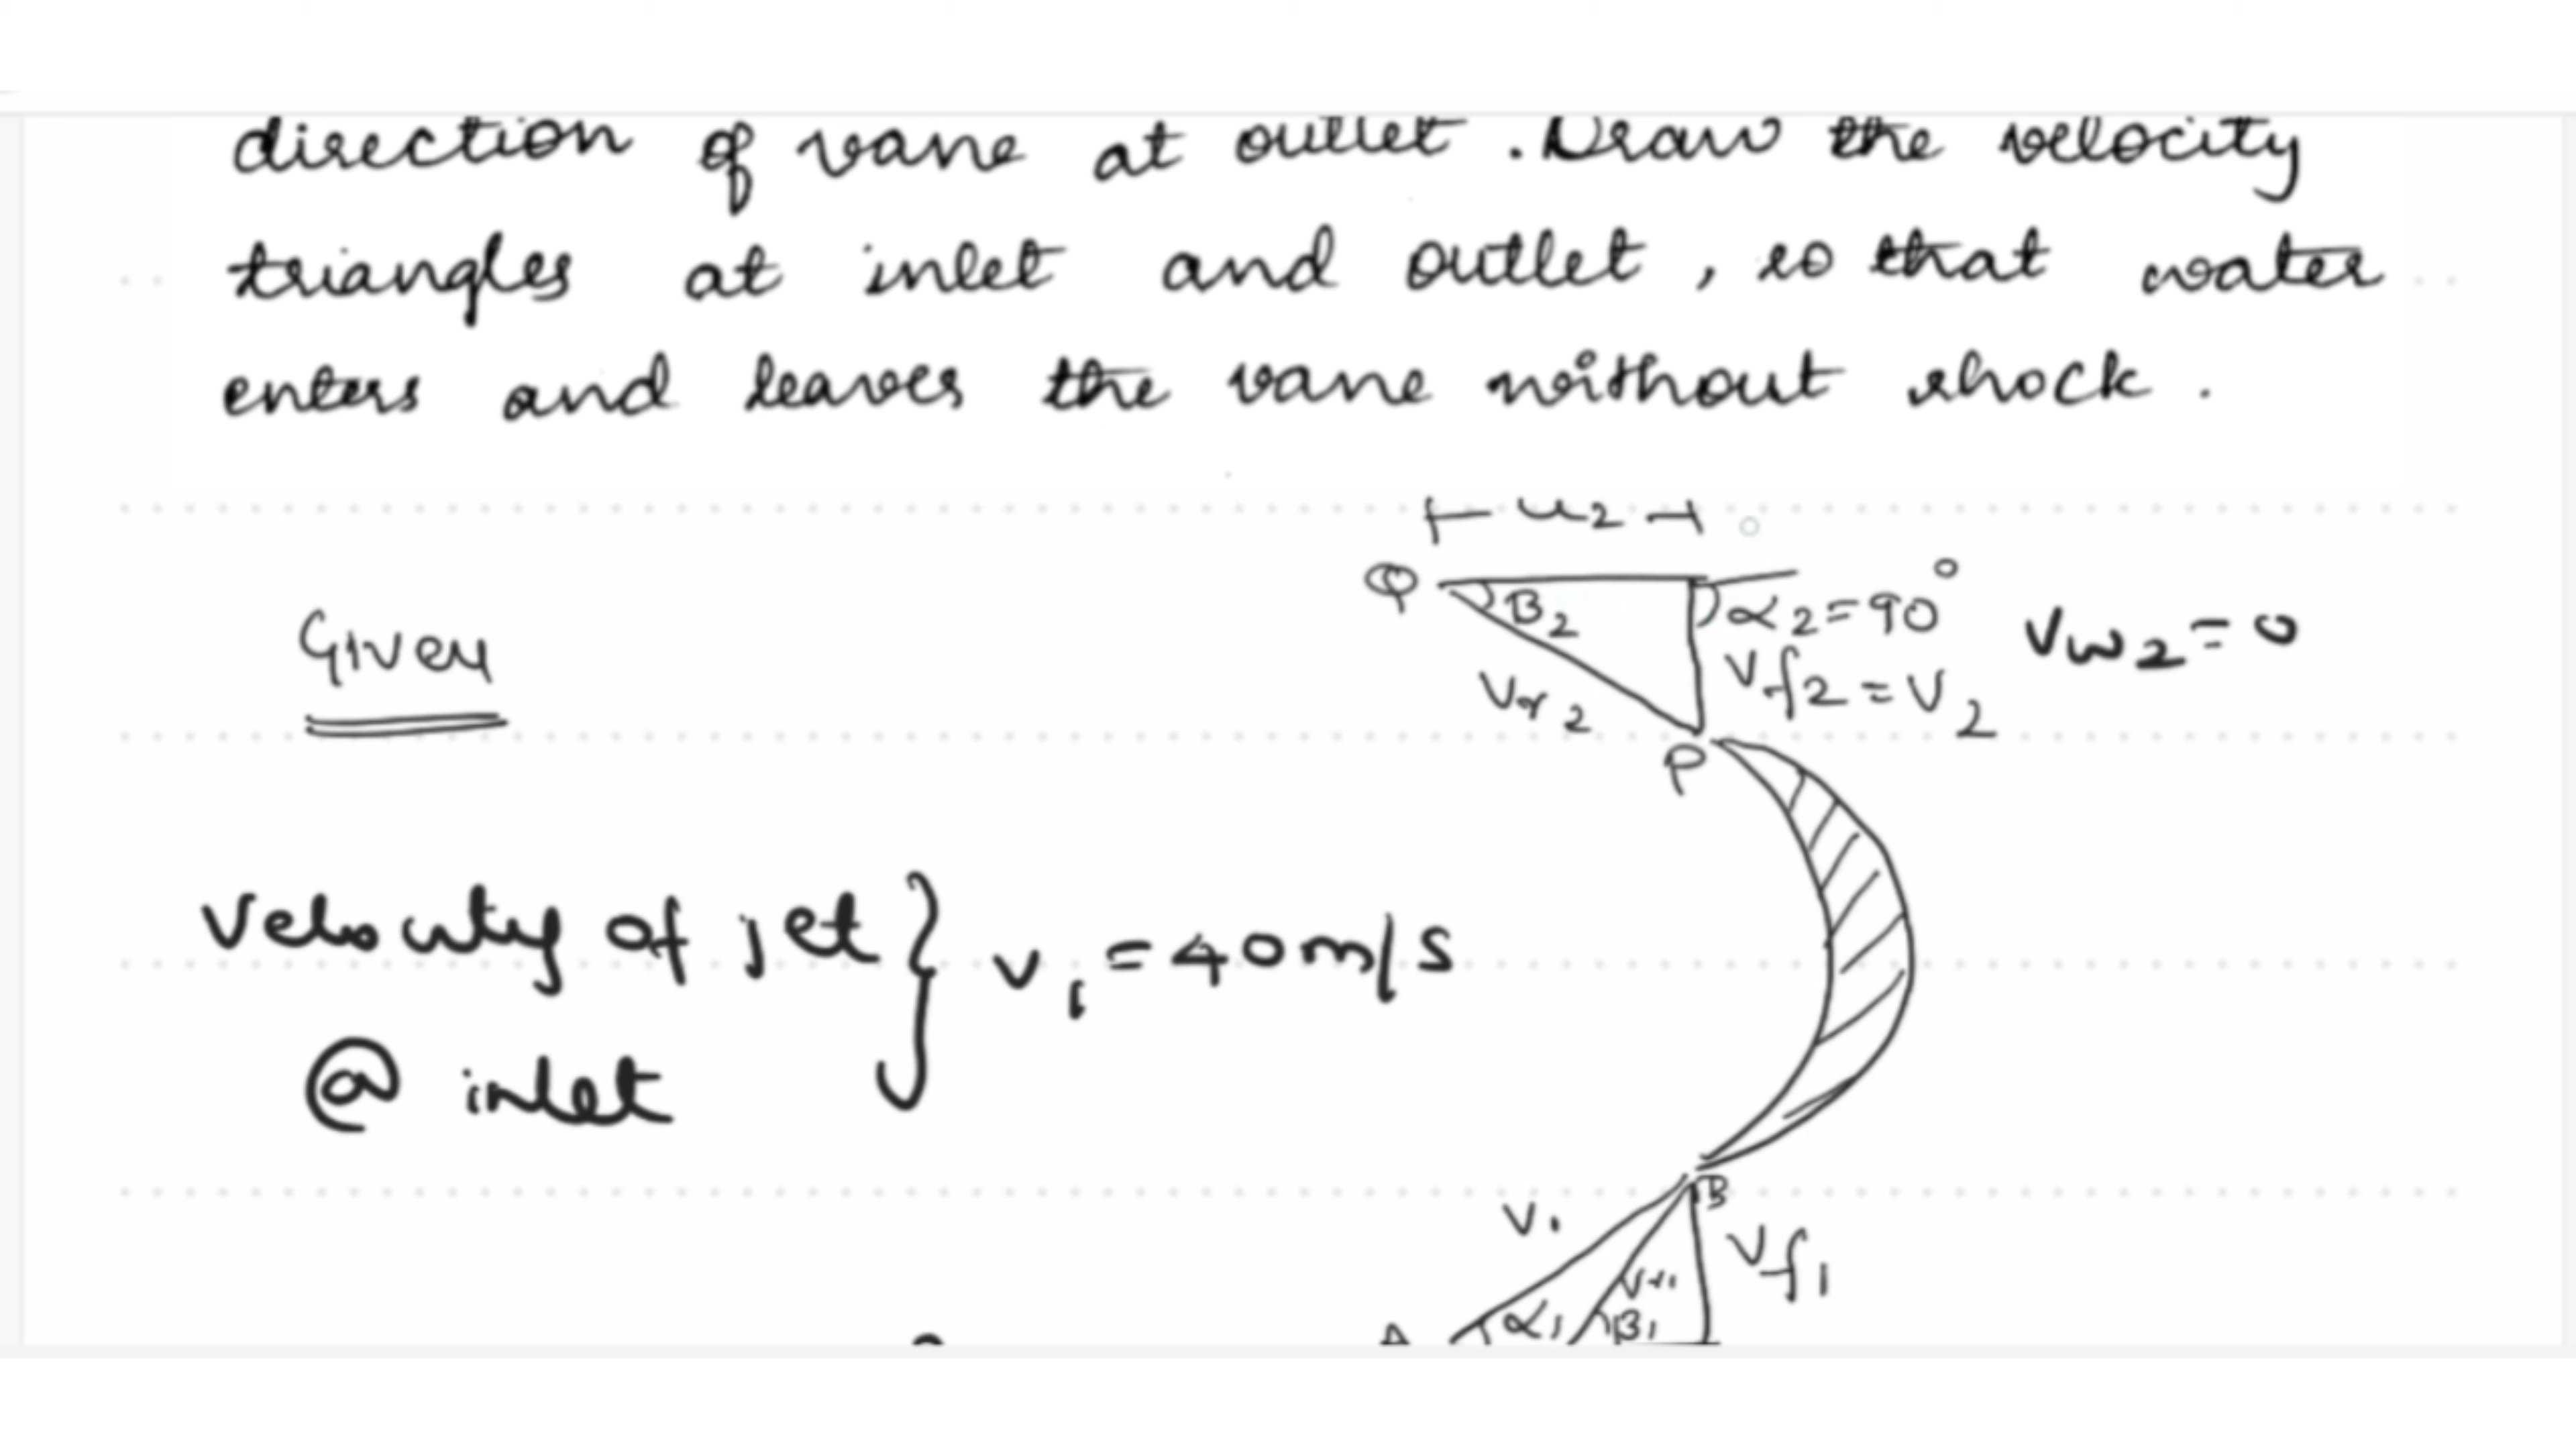 direction of vane at outlet. Draw the velocity
triangles at inlet and outlet, so that water
enters and leaves the vane without shock.
u2
Q B2 α2=90° Vw2=0
Given
Vr2 Vf2=V2
P
Velocity of jet } V1=40m/s
@ inlet
B
V1 Vr1 Vf1
α1 β1